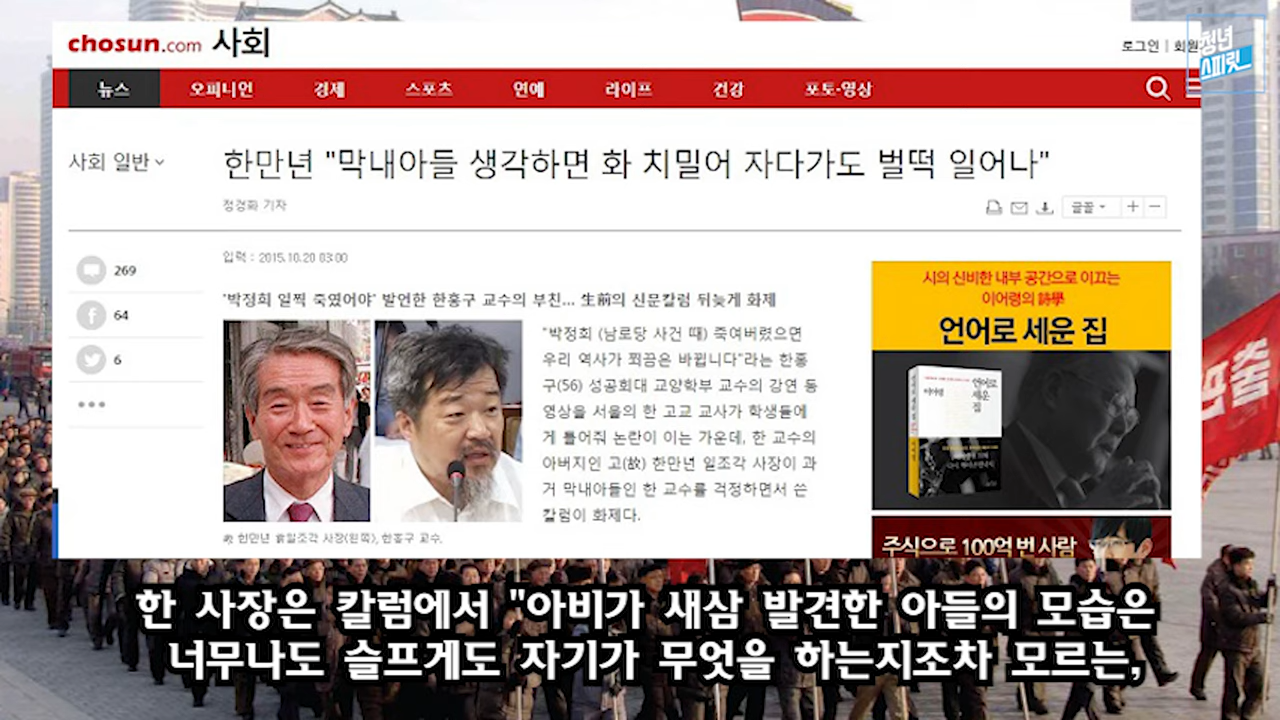 chosun.com 사회
로그인 | 회원
청년
스피릿
뉴스 오피니언 경제 스포츠 연예 라이프 건강 포토·영상
사회 일반
한만년 "막내아들 생각하면 화 치밀어 자다가도 벌떡 일어나"
정경화 기자
글꼴
입력 : 2015.10.20 03:00
269
64
6
'박정희 일찍 죽였어야' 발언한 한홍구 교수의 부친... 生前의 신문칼럼 뒤늦게 화제
"박정희 (남로당 사건 때) 죽여버렸으면
우리 역사가 쬐끔은 바뀝니다"라는 한홍
구(56) 성공회대 교양학부 교수의 강연 동
영상을 서울의 한 고교 교사가 학생들에
게 틀어줘 논란이 이는 가운데, 한 교수의
아버지인 고(故) 한만년 일조각 사장이 과
거 막내아들인 한 교수를 걱정하면서 쓴
칼럼이 화제다.
故 한만년 前일조각 사장(왼쪽), 한홍구 교수.
시의 신비한 내부 공간으로 이끄는
이어령의 詩學
언어로 세운 집
언어로
세운
집
이어령
주식으로 100억 번 사람
한 사장은 칼럼에서 "아비가 새삼 발견한 아들의 모습은
너무나도 슬프게도 자기가 무엇을 하는지조차 모르는,